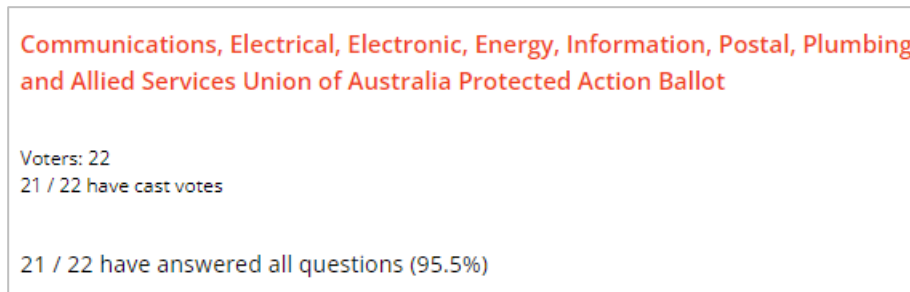 Communications, Electrical, Electronic, Energy, Information, Postal, Plumbing
and Allied Services Union of Australia Protected Action Ballot
Voters: 22
21 / 22 have cast votes
21 / 22 have answered all questions (95.5%)